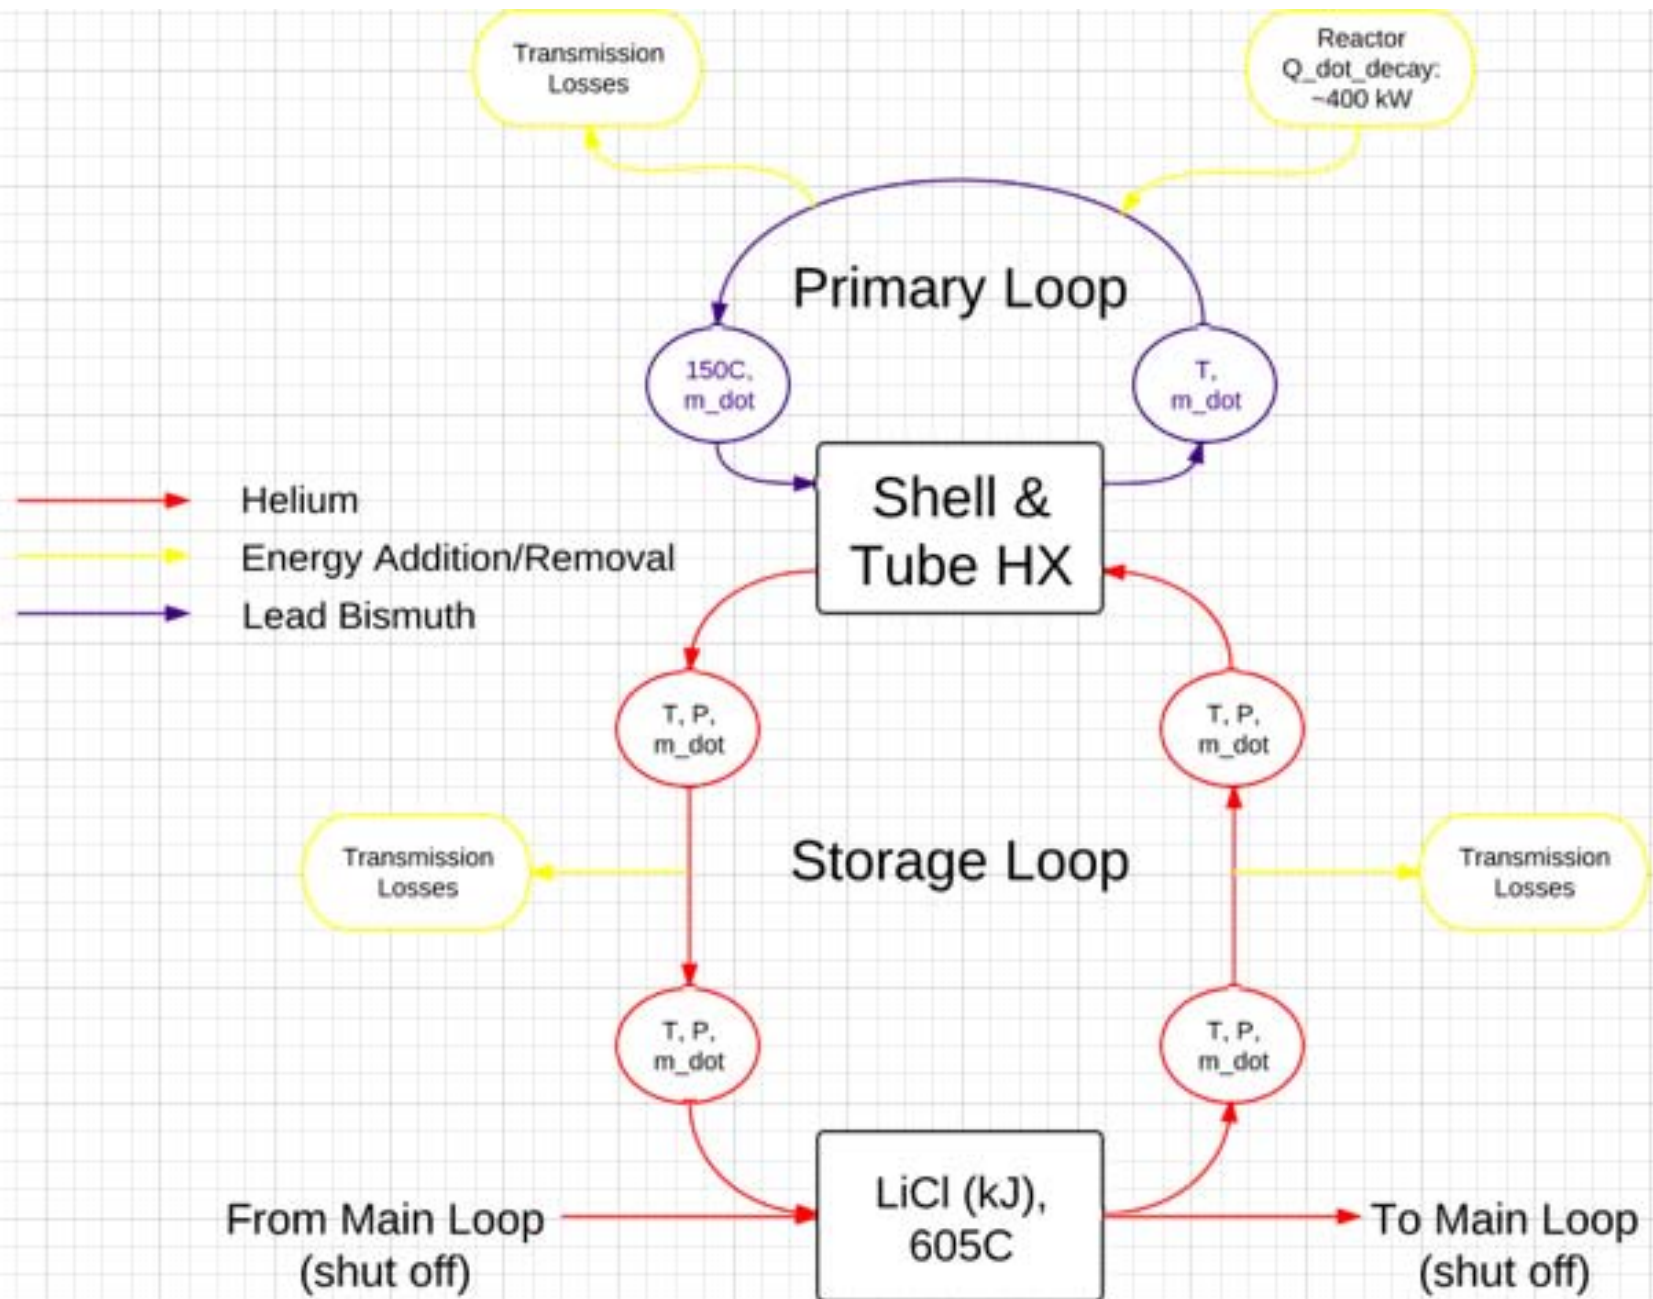 Transmission
Losses
Reactor
Q_dot_decay:
~400 kW
Primary Loop
150C,
m_dot
T,
m_dot
Shell &
Tube HX
Helium
Energy Addition/Removal
Lead Bismuth
T, P,
m_dot
T, P,
m_dot
Transmission
Losses
Storage Loop
Transmission
Losses
T, P,
m_dot
T, P,
m_dot
LiCl (kJ),
605C
From Main Loop
(shut off)
To Main Loop
(shut off)